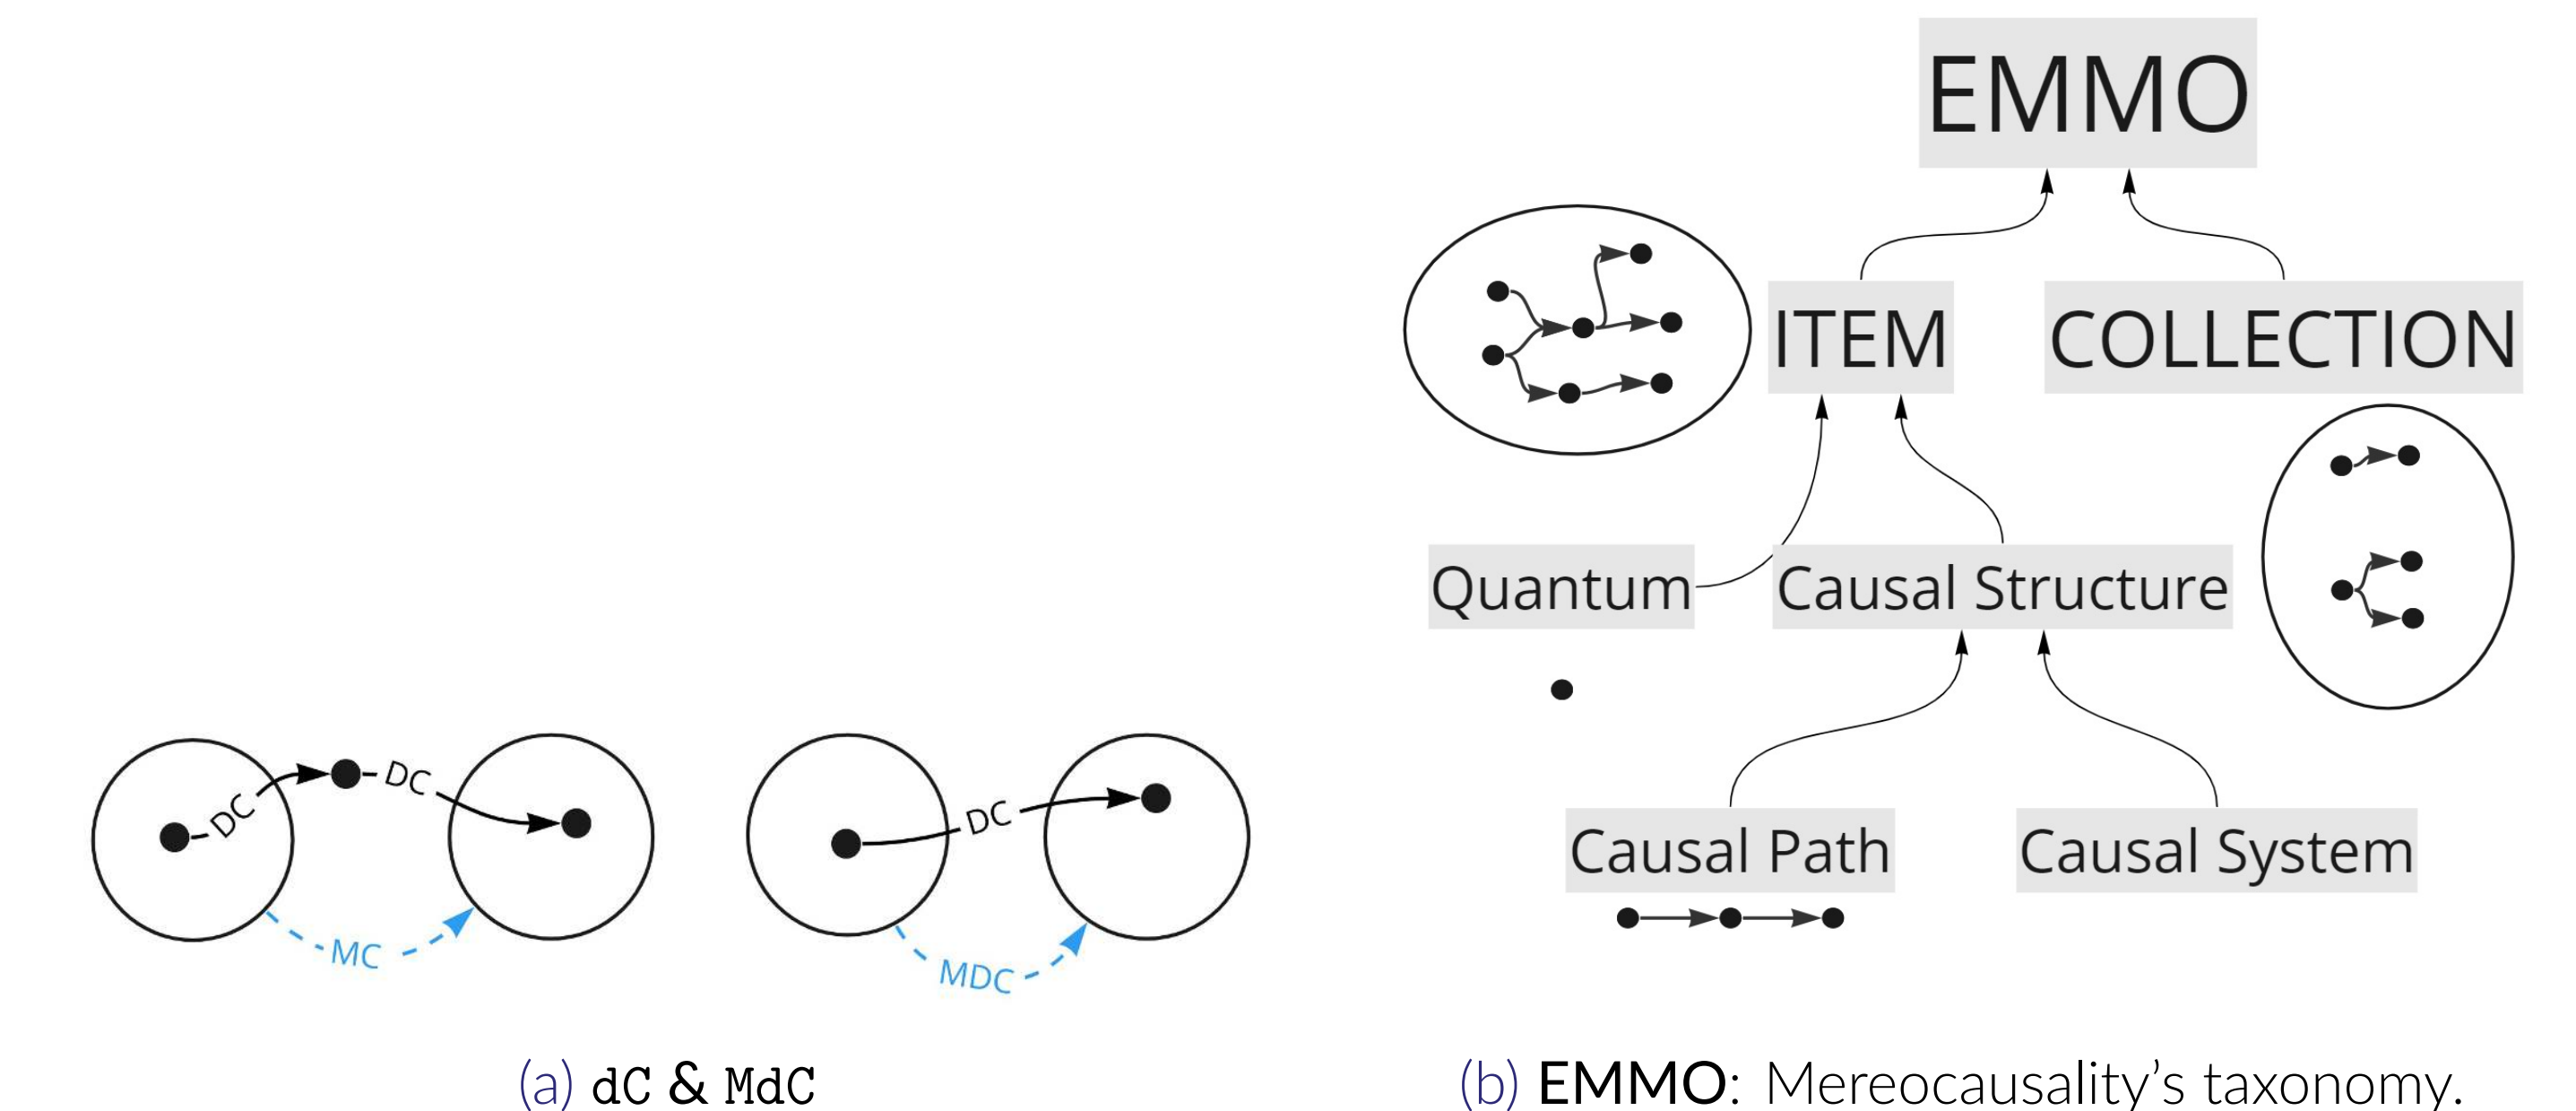 DC
DC
MC
DC
MDC
(a) dC & MdC
EMMO
ITEM
COLLECTION
Quantum
Causal Structure
Causal Path
Causal System
(b) EMMO: Mereocausality’s taxonomy.